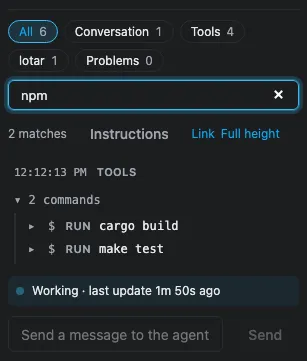 All 6 Conversation 1 Tools 4
lotar 1 Problems 0
npm ×
2 matches Instructions Link Full height
12:12:13 PM TOOLS
▾ 2 commands
▸ $ RUN cargo build
▸ $ RUN make test
Working · last update 1m 50s ago
Send a message to the agent Send